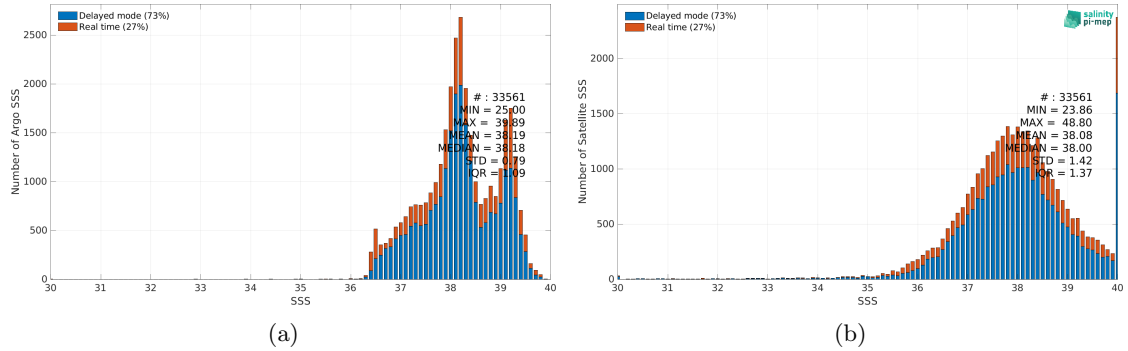 Delayed mode (73%)
Real time (27%)
Number of Argo SSS
2500
2000
1500
1000
500
0
# : 33561
MIN = 25.00
MAX = 39.89
MEAN = 38.19
MEDIAN = 38.18
STD = 0.79
IQR = 1.09
30 31 32 33 34 35 36 37 38 39 40
SSS
(a)
Delayed mode (73%)
Real time (27%)
salinity
pi-mep
Number of Satellite SSS
2000
1500
1000
500
0
# : 33561
MIN = 23.86
MAX = 48.80
MEAN = 38.08
MEDIAN = 38.00
STD = 1.42
IQR = 1.37
30 31 32 33 34 35 36 37 38 39 40
SSS
(b)